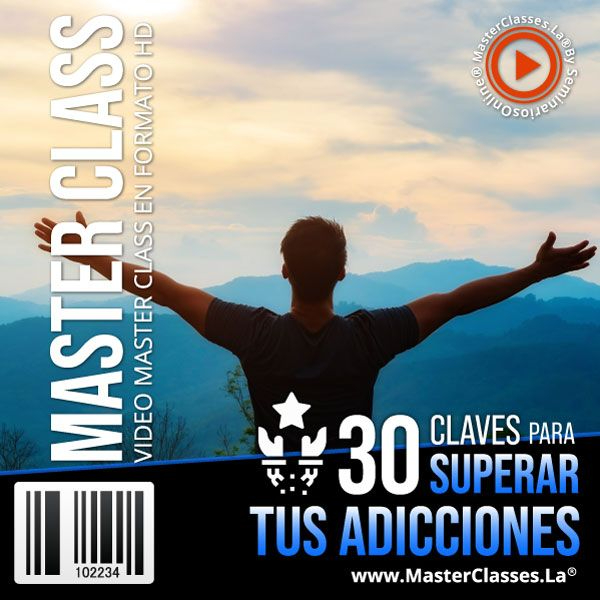 MASTER CLASS
VIDEO MASTER CLASS EN FORMATO HD
MasterClasses.La®By SeminariosOnline®
30 CLAVES PARA
SUPERAR
TUS ADICCIONES
102234
www.MasterClasses.La®